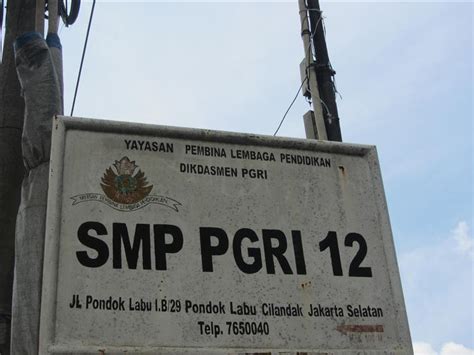 YAYASAN PEMBINA LEMBAGA PENDIDIKAN
DIKDASMEN PGRI
SMP PGRI 12
JL Pondok Labu I.B/29 Pondok Labu Cilandak Jakarta Selatan
Telp. 7650040